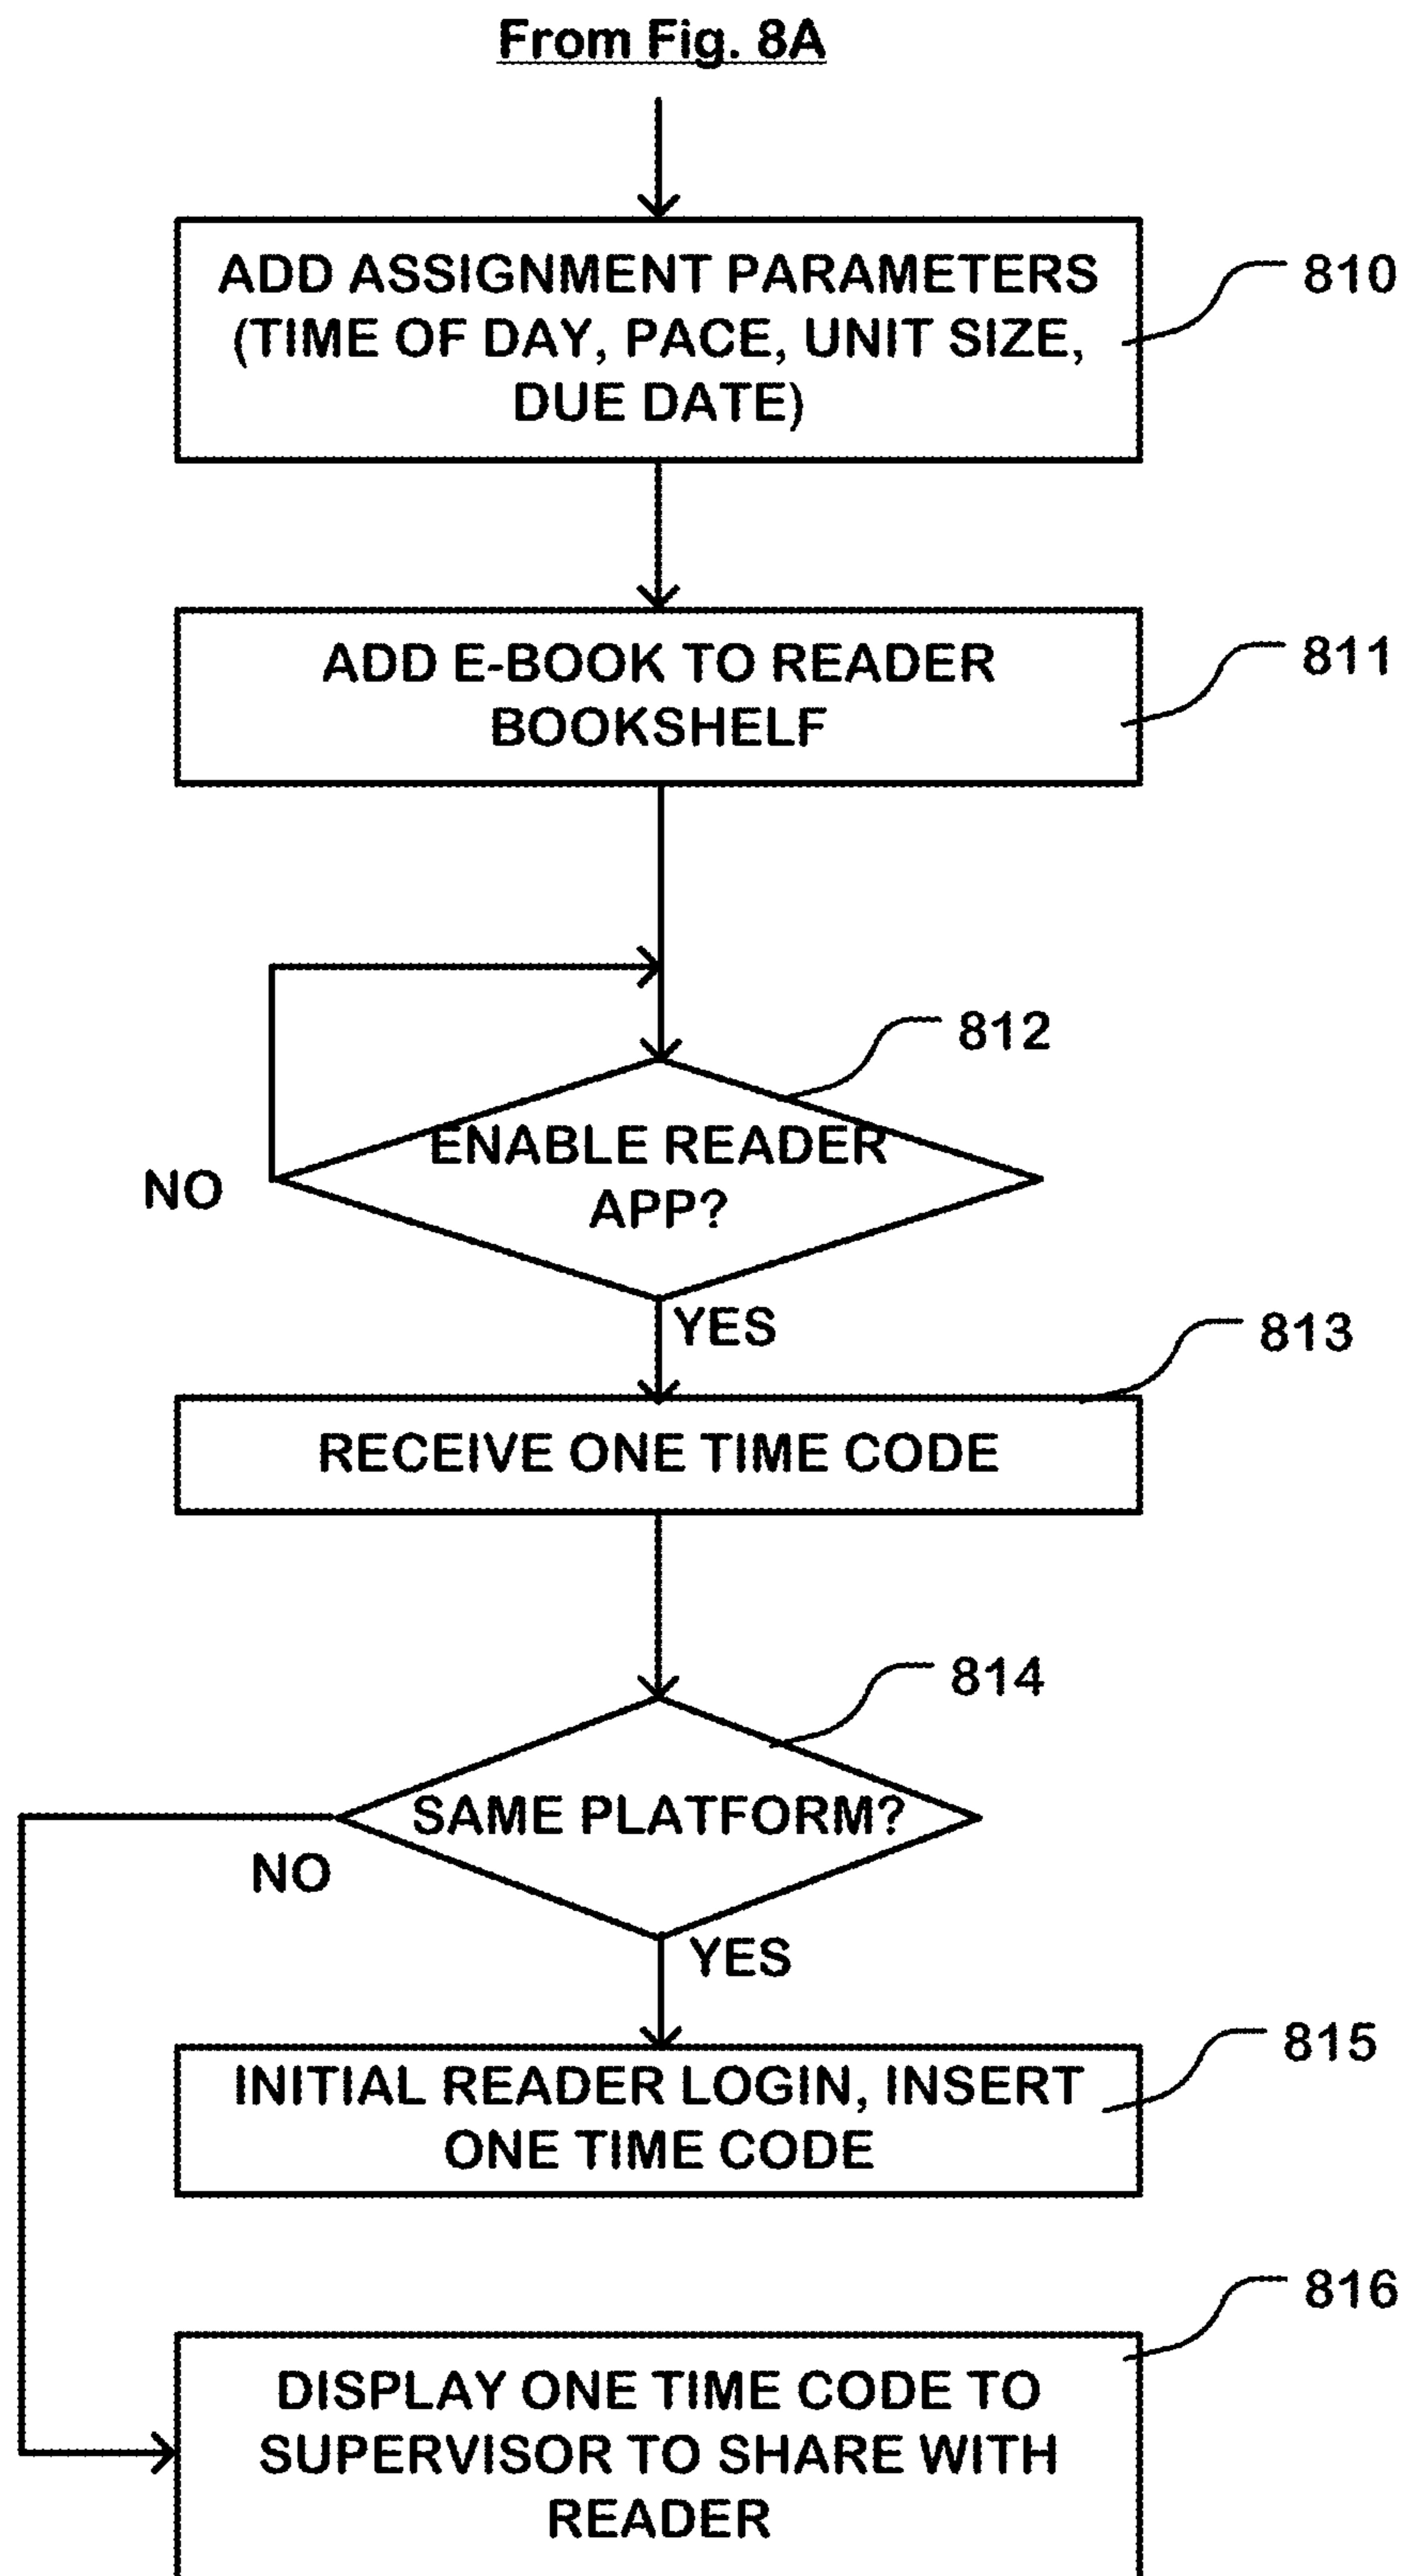 From Fig. 8A
ADD ASSIGNMENT PARAMETERS
(TIME OF DAY, PACE, UNIT SIZE,
DUE DATE)
810
ADD E-BOOK TO READER
BOOKSHELF
811
812
ENABLE READER
APP?
NO
YES
813
RECEIVE ONE TIME CODE
814
SAME PLATFORM?
NO
YES
815
INITIAL READER LOGIN, INSERT
ONE TIME CODE
816
DISPLAY ONE TIME CODE TO
SUPERVISOR TO SHARE WITH
READER